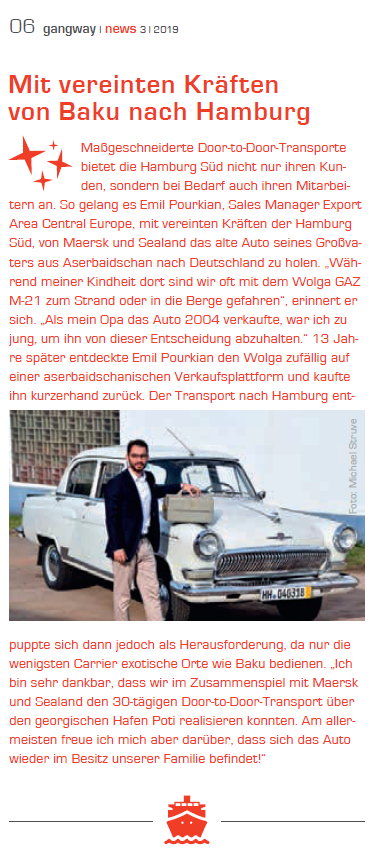 06 gangway | news 3 | 2019
Mit vereinten Kräften
von Baku nach Hamburg
Maßgeschneiderte Door-to-Door-Transporte
bietet die Hamburg Süd nicht nur ihren Kun-
den, sondern bei Bedarf auch ihren Mitarbei-
tern an. So gelang es Emil Pourkian, Sales Manager Export
Area Central Europe, mit vereinten Kräften der Hamburg
Süd, von Maersk und Sealand das alte Auto seines Großva-
ters aus Aserbaidschan nach Deutschland zu holen. „Wäh-
rend meiner Kindheit dort sind wir oft mit dem Wolga GAZ
M-21 zum Strand oder in die Berge gefahren“, erinnert er
sich. „Als mein Opa das Auto 2004 verkaufte, war ich zu
jung, um ihn von dieser Entscheidung abzuhalten.“ 13 Jah-
re später entdeckte Emil Pourkian den Wolga zufällig auf
einer aserbaidschanischen Verkaufsplattform und kaufte
ihn kurzerhand zurück. Der Transport nach Hamburg ent-
Foto: Michael Struve
HH 040318
puppte sich dann jedoch als Herausforderung, da nur die
wenigsten Carrier exotische Orte wie Baku bedienen. „Ich
bin sehr dankbar, dass wir im Zusammenspiel mit Maersk
und Sealand den 30-tägigen Door-to-Door-Transport über
den georgischen Hafen Poti realisieren konnten. Am aller-
meisten freue ich mich aber darüber, dass sich das Auto
wieder im Besitz unserer Familie befindet!“